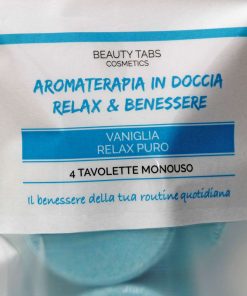 BEAUTY TABS
COSMETICS
AROMATERAPIA IN DOCCIA
RELAX & BENESSERE
VANIGLIA
RELAX PURO
4 TAVOLETTE MONOUSO
Il benessere della tua routine quotidiana